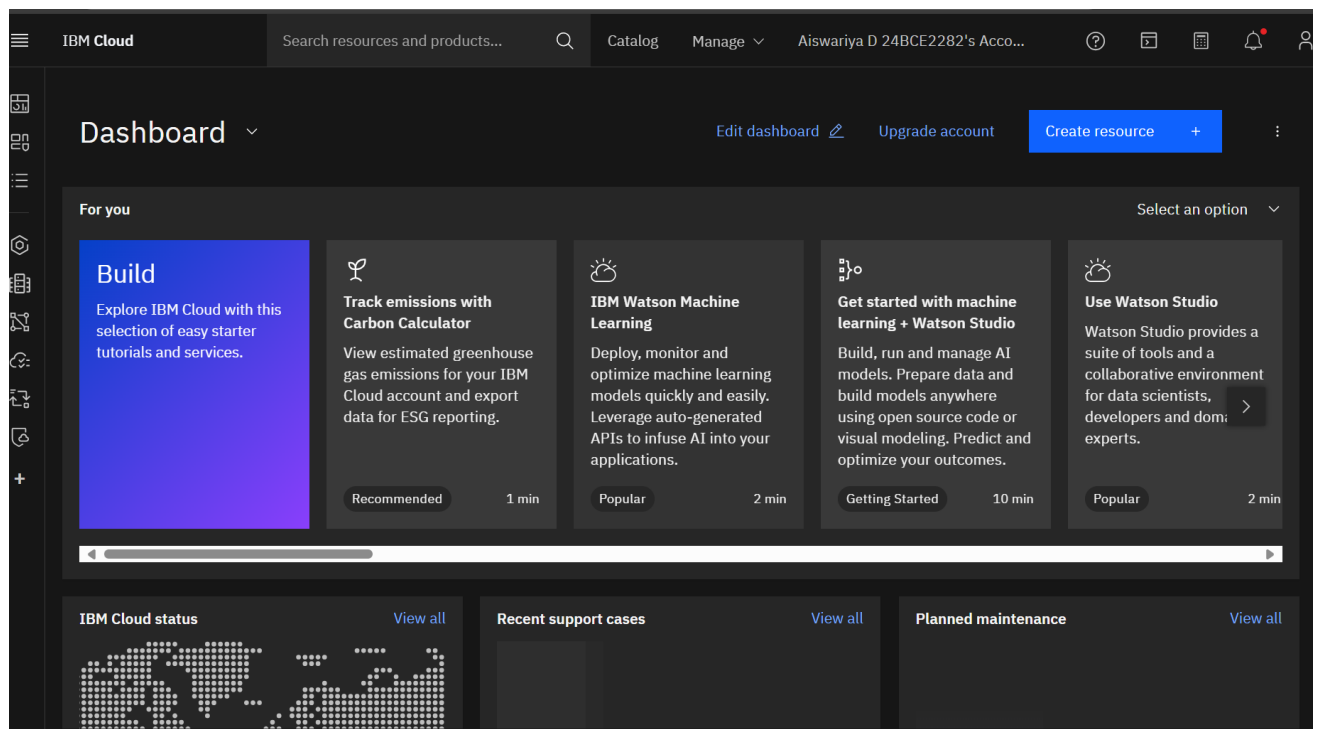 IBM Cloud
Search resources and products...
Catalog
Manage
Aiswariya D 24BCE2282's Acco...
Dashboard
Edit dashboard
Upgrade account
Create resource +
For you
Select an option
Build
Explore IBM Cloud with this
selection of easy starter
tutorials and services.
Track emissions with
Carbon Calculator
View estimated greenhouse
gas emissions for your IBM
Cloud account and export
data for ESG reporting.
Recommended
1 min
IBM Watson Machine
Learning
Deploy, monitor and
optimize machine learning
models quickly and easily.
Leverage auto-generated
APIs to infuse AI into your
applications.
Popular
2 min
Get started with machine
learning + Watson Studio
Build, run and manage AI
models. Prepare data and
build models anywhere
using open source code or
visual modeling. Predict and
optimize your outcomes.
Getting Started
10 min
Use Watson Studio
Watson Studio provides a
suite of tools and a
collaborative environment
for data scientists,
developers and
experts.
Popular
2 min
IBM Cloud status
View all
Recent support cases
View all
Planned maintenance
View all